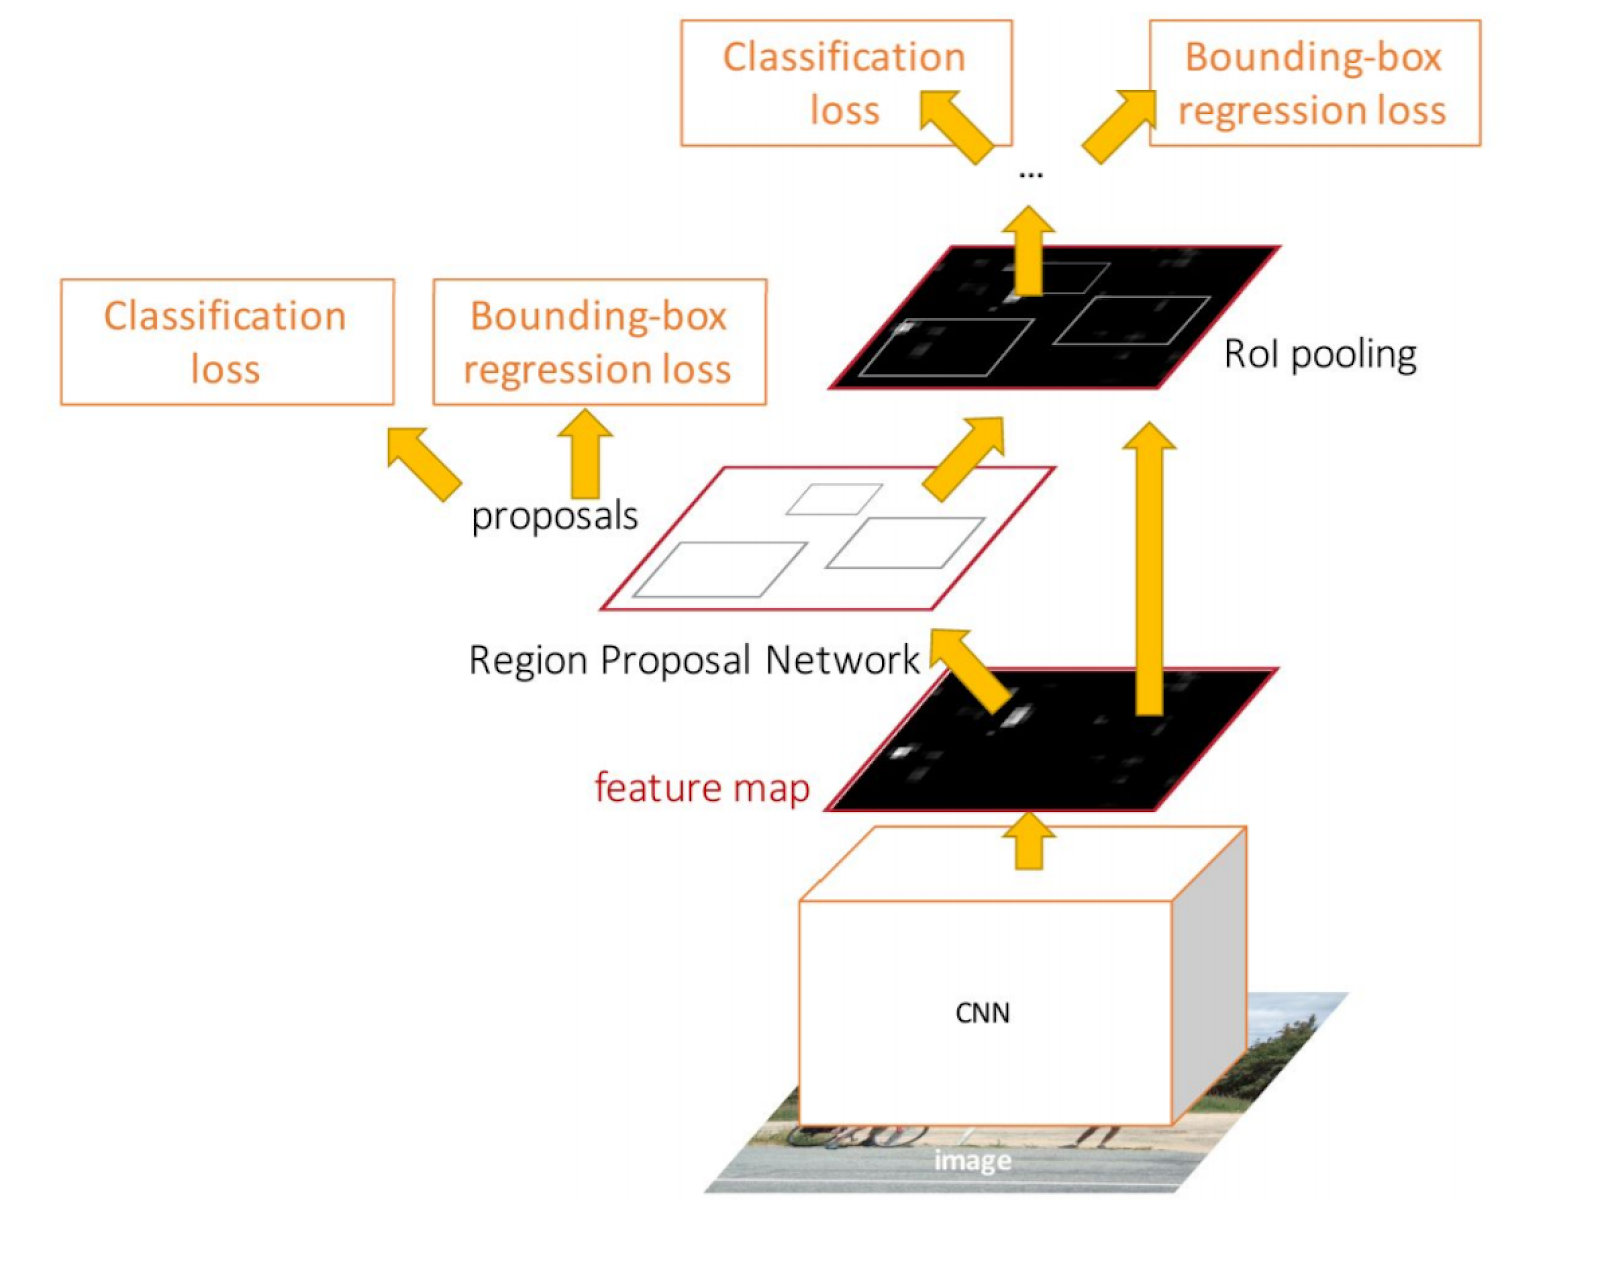 Classification
loss
Bounding-box
regression loss
...
Classification
loss
Bounding-box
regression loss
RoI pooling
proposals
Region Proposal Network
feature map
CNN
image